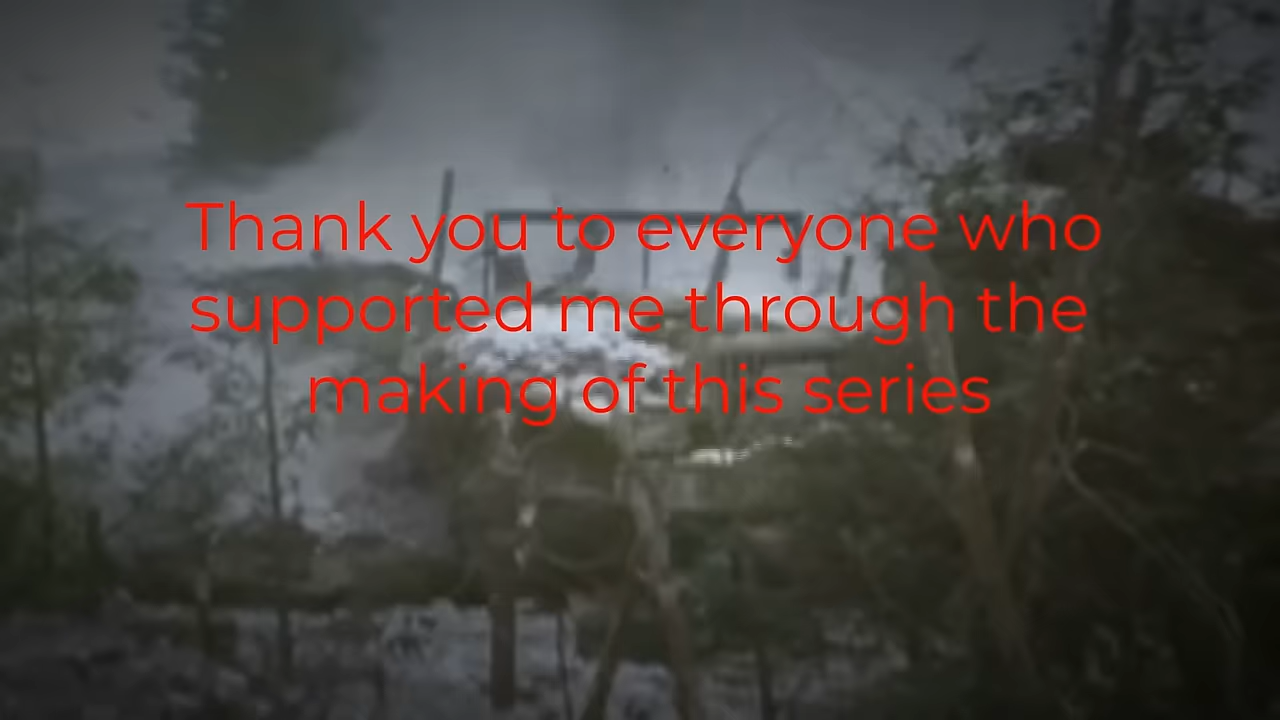 Thank you to everyone who
supported me through the
making of this series